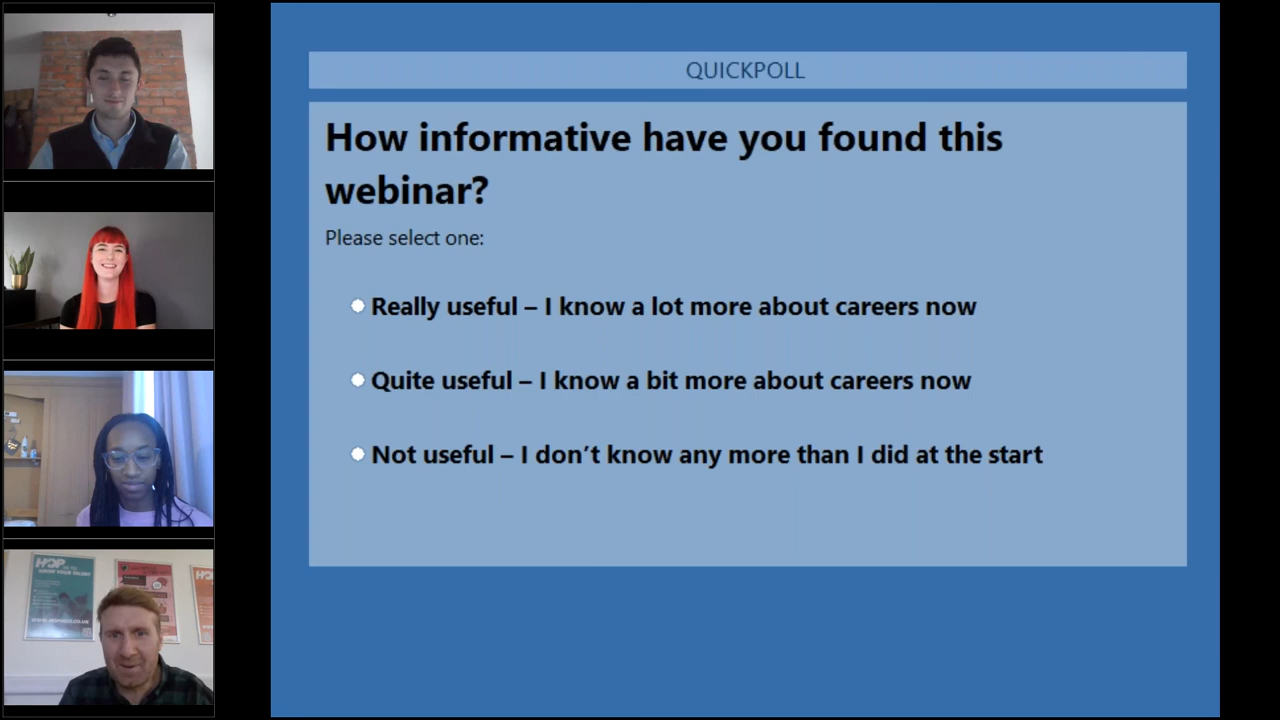 QUICKPOLL
How informative have you found this
webinar?
Please select one:
Really useful – I know a lot more about careers now
Quite useful – I know a bit more about careers now
Not useful – I don’t know any more than I did at the start
HOP
HOP